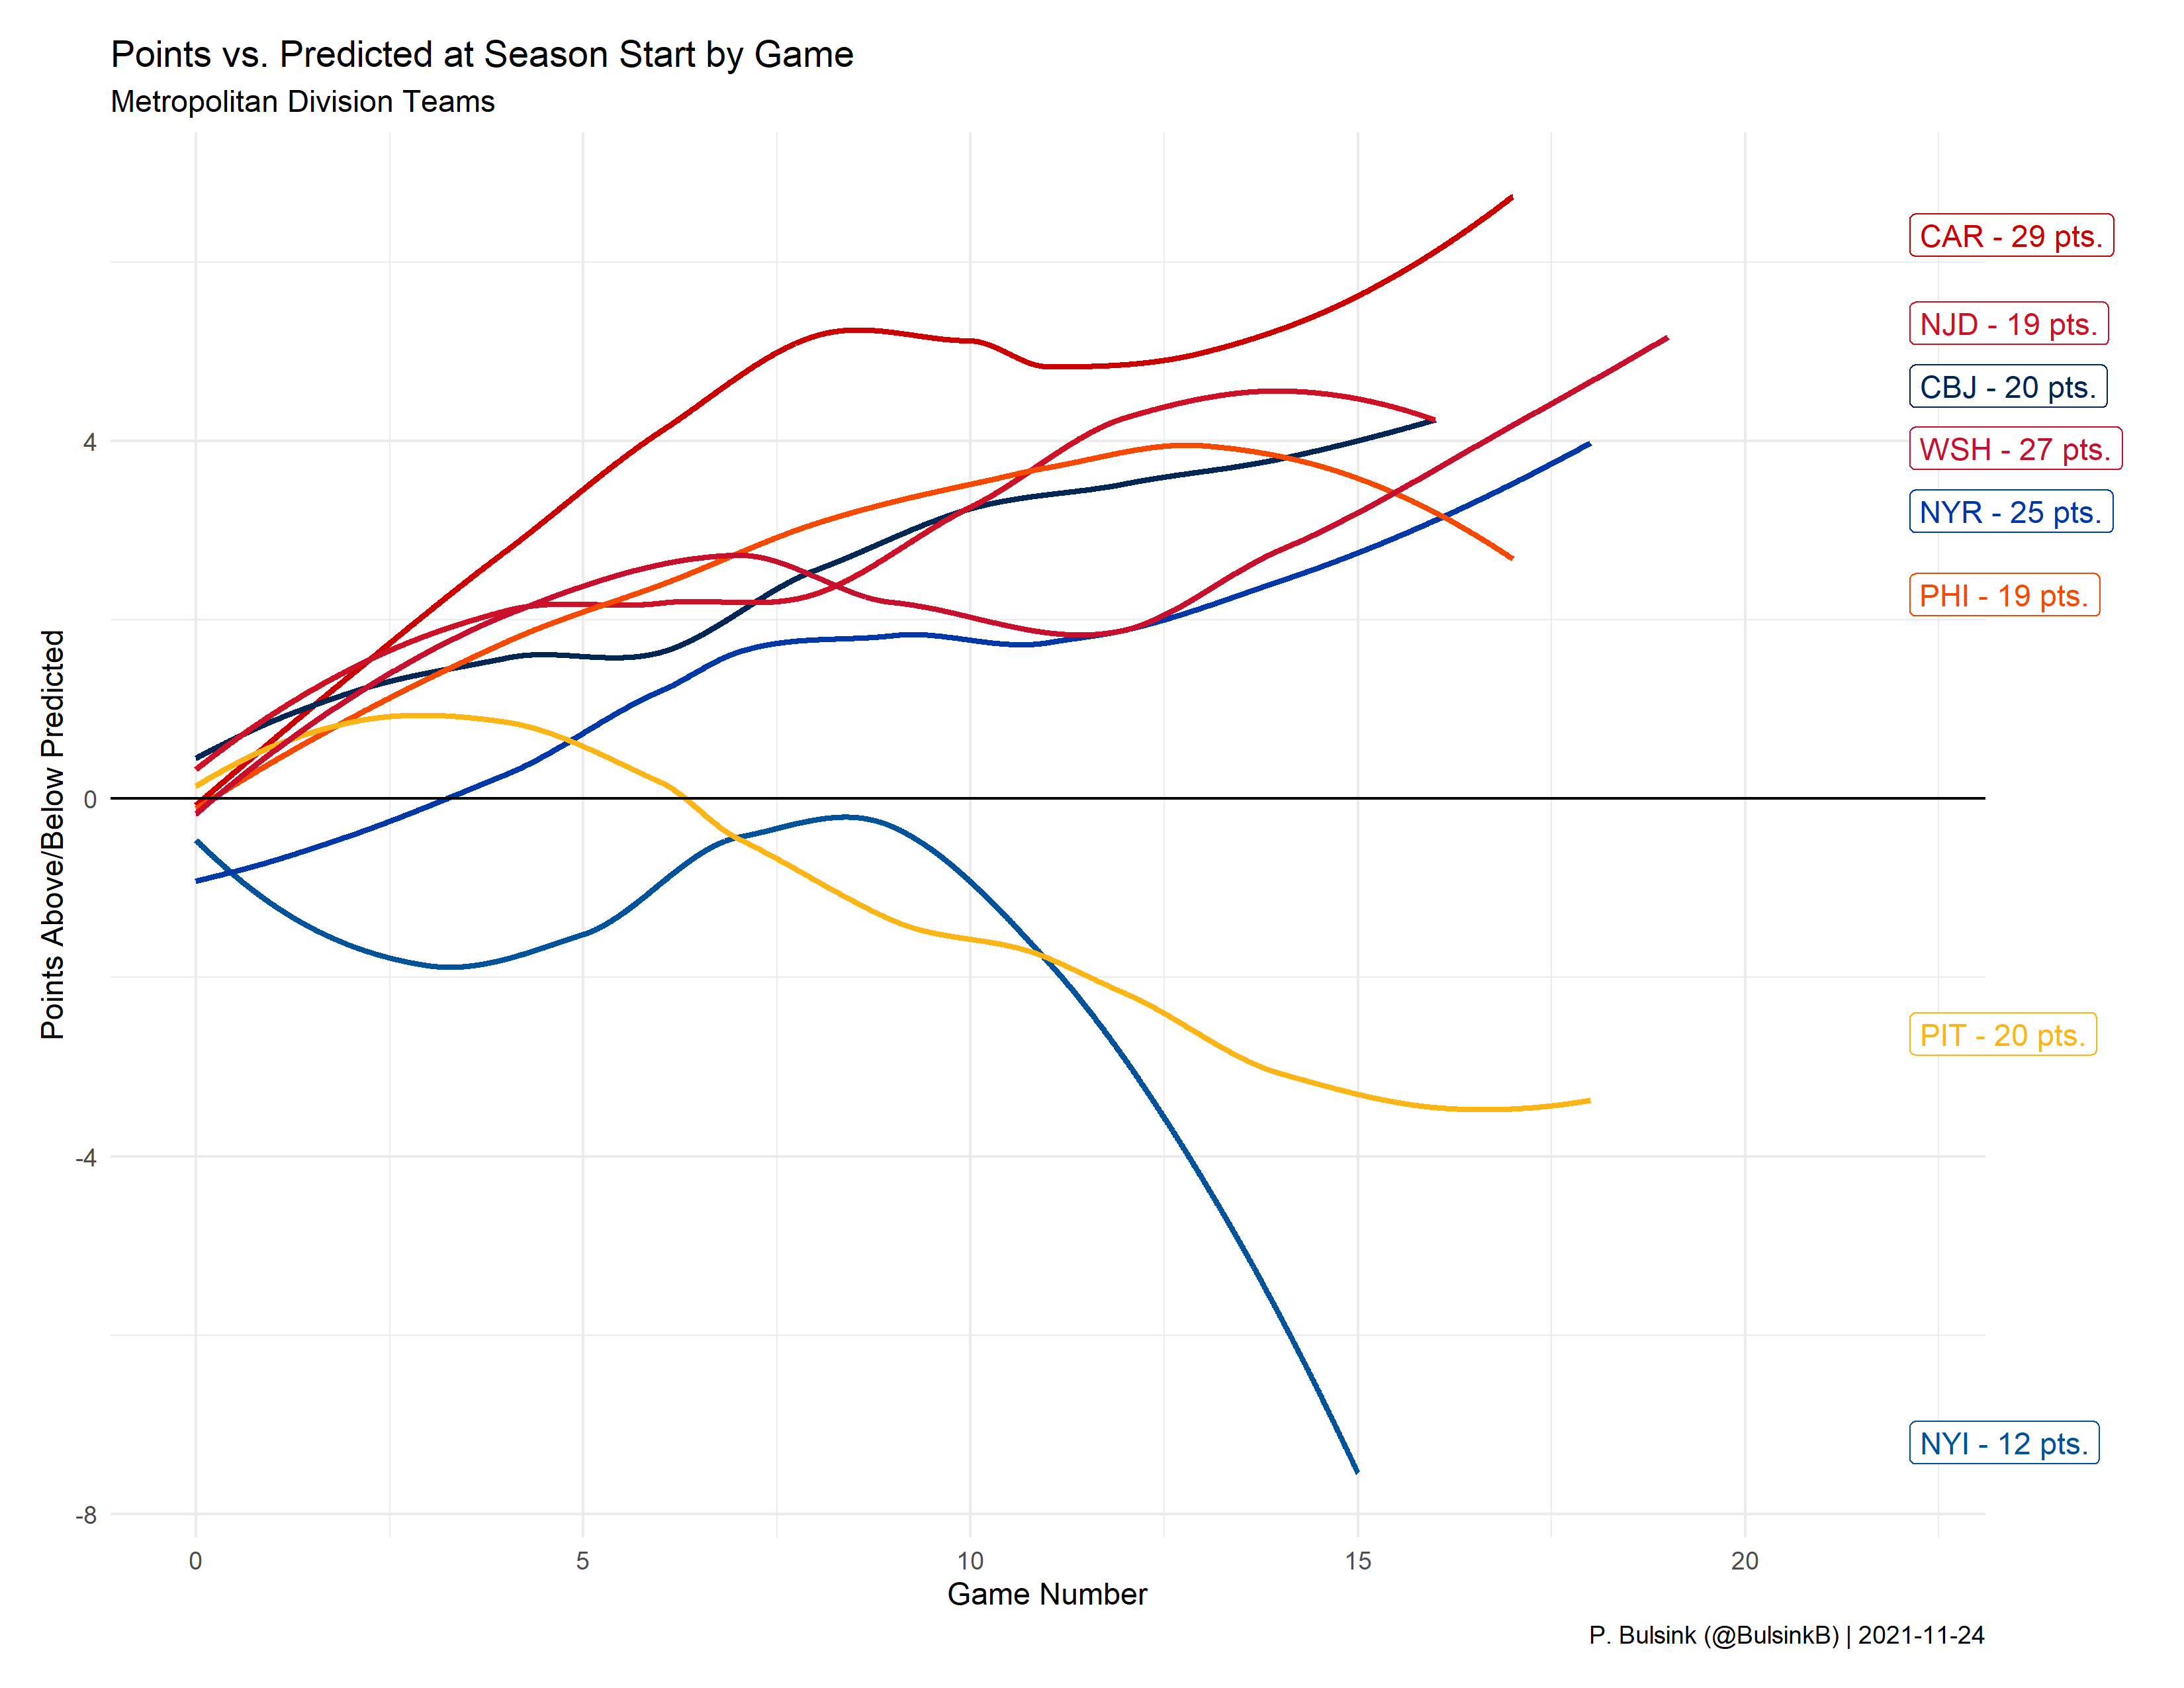 Points vs. Predicted at Season Start by Game
Metropolitan Division Teams
Points Above/Below Predicted
4
0
-4
-8
CAR - 29 pts.
NJD - 19 pts.
CBJ - 20 pts.
WSH - 27 pts.
NYR - 25 pts.
PHI - 19 pts.
PIT - 20 pts.
NYI - 12 pts.
0 5 10 15 20
Game Number
P. Bulsink (@BulsinkB) | 2021-11-24